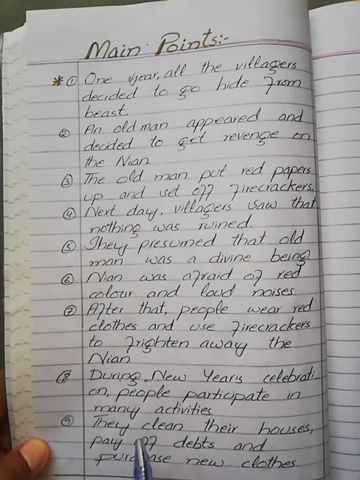 Main Points:-
* ① One year, all the villagers
decided to go hide from
beast.
② An old man appeared and
decided to get revenge on
the Nian
③ The old man put red papers
up and set off firecrackers.
④ Next day, villagers saw that
nothing was ruined.
⑤ They presumed that old
man was a divine being
⑥ Nian was afraid of red
colour and loud noises.
⑦ After that, people wear red
clothes and use firecrackers
to frighten away the
Nian
⑧ During New Years celebrati
on, people participate in
many activities
⑨ They clean their houses,
pay off debts and
purchase new clothes